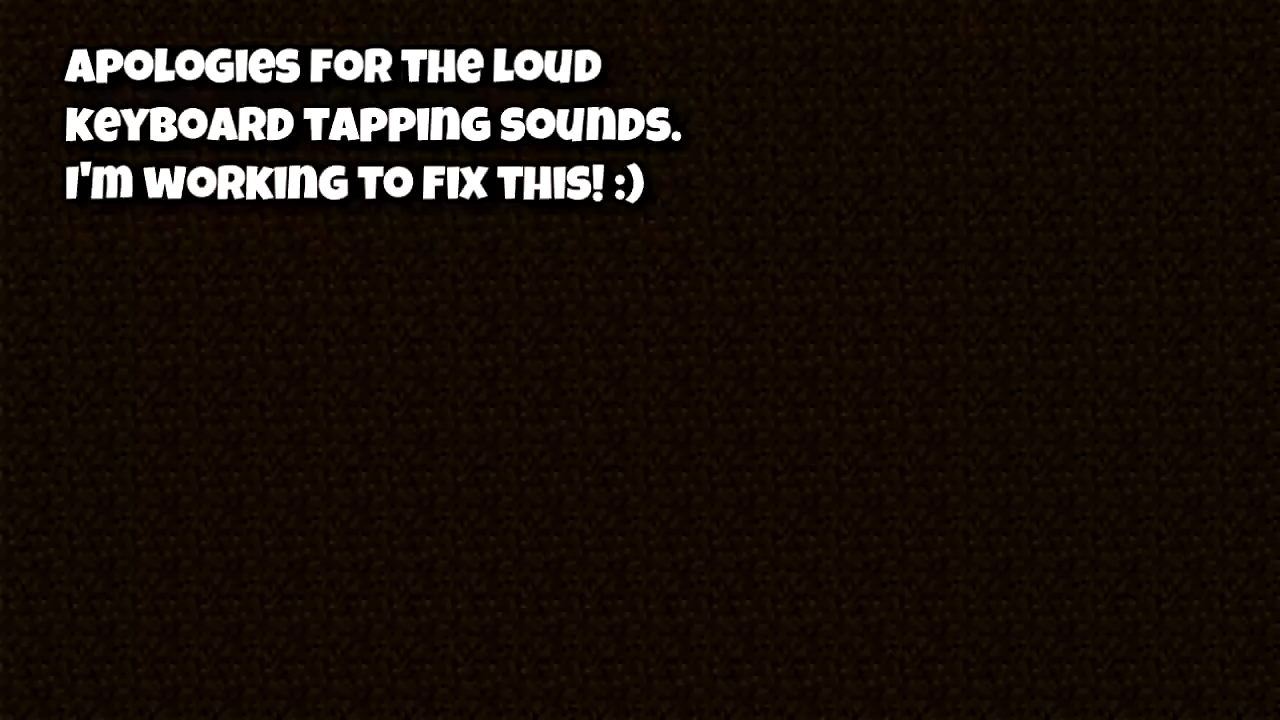 Apologies for the loud
keyboard tapping sounds.
I'm working to fix this! :)